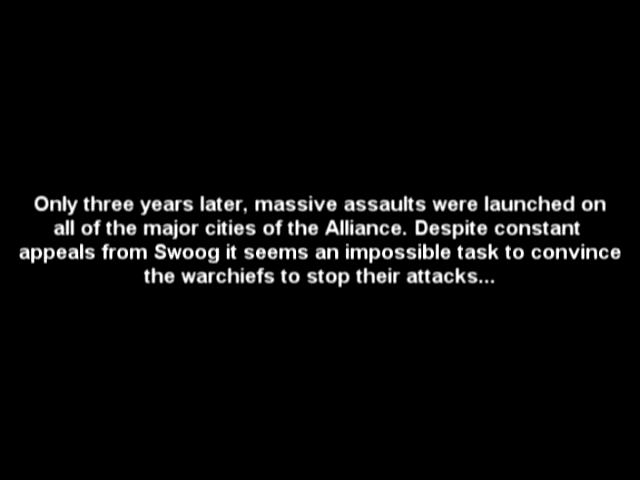 Only three years later, massive assaults were launched on
all of the major cities of the Alliance. Despite constant
appeals from Swoog it seems an impossible task to convince
the warchiefs to stop their attacks...